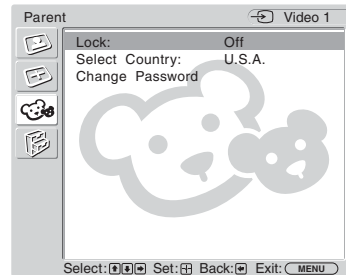 Parent Video 1
Lock: Off
Select Country: U.S.A.
Change Password
Select: Set: Back: Exit: MENU